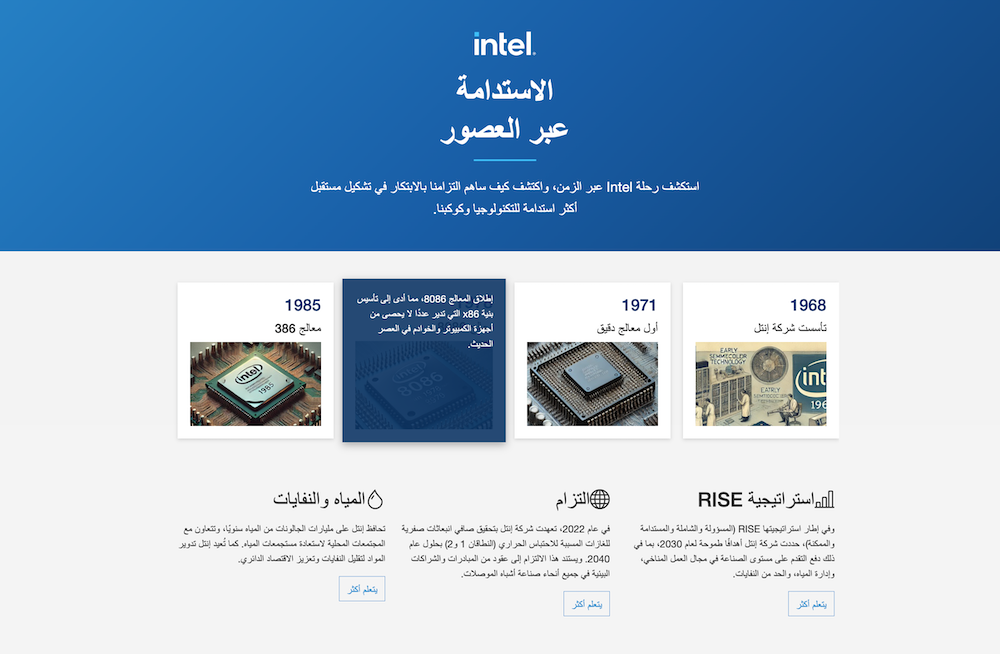 intel.
الاستدامة
عبر العصور
استكشف رحلة Intel عبر الزمن، واكتشف كيف ساهم التزامنا بالابتكار في تشكيل مستقبل
أكثر استدامة للتكنولوجيا وكوكبنا.
1968
تأسست شركة إنتل
EARLY
SEMMECOLOR
TECHNOLOGY
EATRLY
int
196
1971
أول معالج دقيق
إطلاق المعالج 8086، مما أدى إلى تأسيس
بنية x86 التي تدير عددًا لا يحصى من
أجهزة الكمبيوتر والخوادم في العصر
الحديث.
8086
1985
معالج 386
intel
1985
استراتيجية RISE
وفي إطار استراتيجيتها RISE (المسؤولة والشاملة والمستدامة
والممكنة)، حددت شركة إنتل أهدافًا طموحة لعام 2030، بما في
ذلك دفع التقدم على مستوى الصناعة في مجال العمل المناخي،
وإدارة المياه، والحد من النفايات.
يتعلم أكثر
التزام
في عام 2022، تعهدت شركة إنتل بتحقيق صافي انبعاثات صفرية
للغازات المسببة للاحتباس الحراري (النطاقان 1 و2) بحلول عام
2040. ويستند هذا الالتزام إلى عقود من المبادرات والشراكات
البيئية في جميع أنحاء صناعة أشباه الموصلات.
يتعلم أكثر
المياه والنفايات
تحافظ إنتل على مليارات الجالونات من المياه سنويًا، وتتعاون مع
المجتمعات المحلية لاستعادة مستجمعات المياه. كما تُعيد إنتل تدوير
المواد لتقليل النفايات وتعزيز الاقتصاد الدائري.
يتعلم أكثر